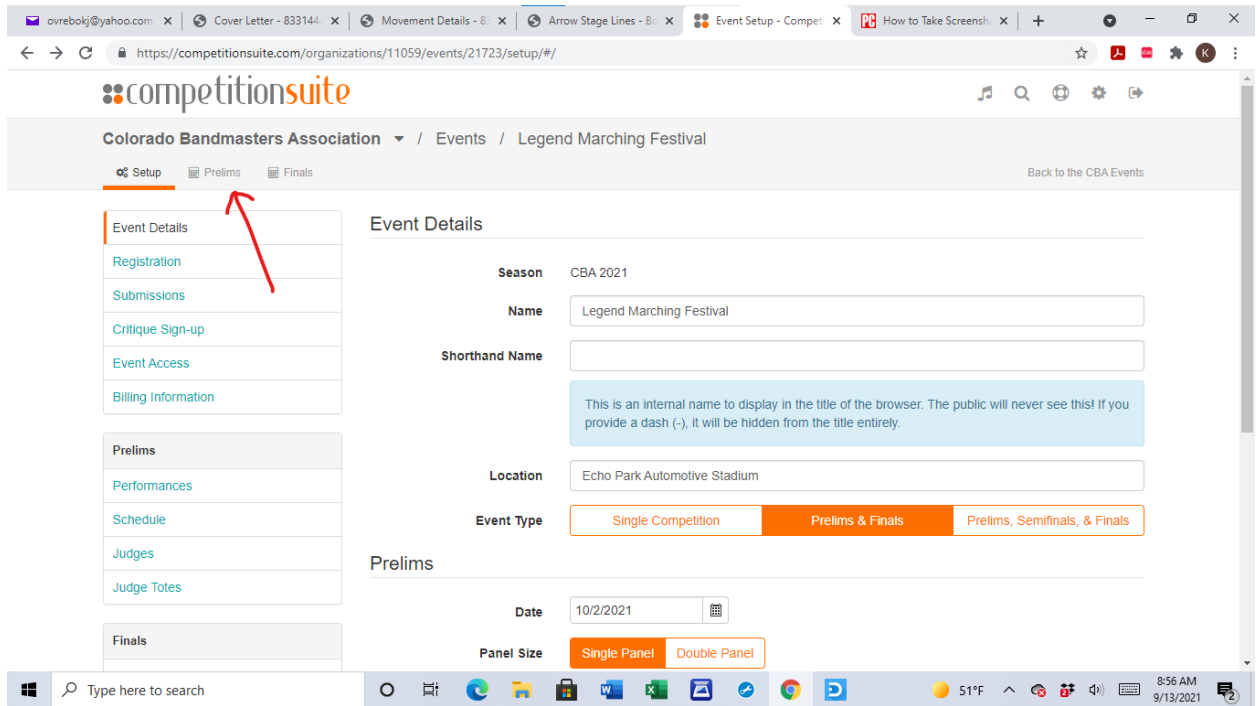 ovrebokj@yahoo.com
Cover Letter - 833144
Movement Details - 83
Arrow Stage Lines - Bo
Event Setup - Compet
How to Take Screensh
https://competitionsuite.com/organizations/11059/events/21723/setup/#/
K
competitionsuite
Colorado Bandmasters Association / Events / Legend Marching Festival
Setup Prelims Finals Back to the CBA Events
Event Details
Registration
Submissions
Critique Sign-up
Event Access
Billing Information
Prelims
Performances
Schedule
Judges
Judge Totes
Finals
Event Details
Season CBA 2021
Name Legend Marching Festival
Shorthand Name
This is an internal name to display in the title of the browser. The public will never see this! If you
provide a dash (-), it will be hidden from the title entirely.
Location Echo Park Automotive Stadium
Event Type Single Competition Prelims & Finals Prelims, Semifinals, & Finals
Prelims
Date 10/2/2021
Panel Size Single Panel Double Panel
Type here to search
51°F
8:56 AM
9/13/2021
2